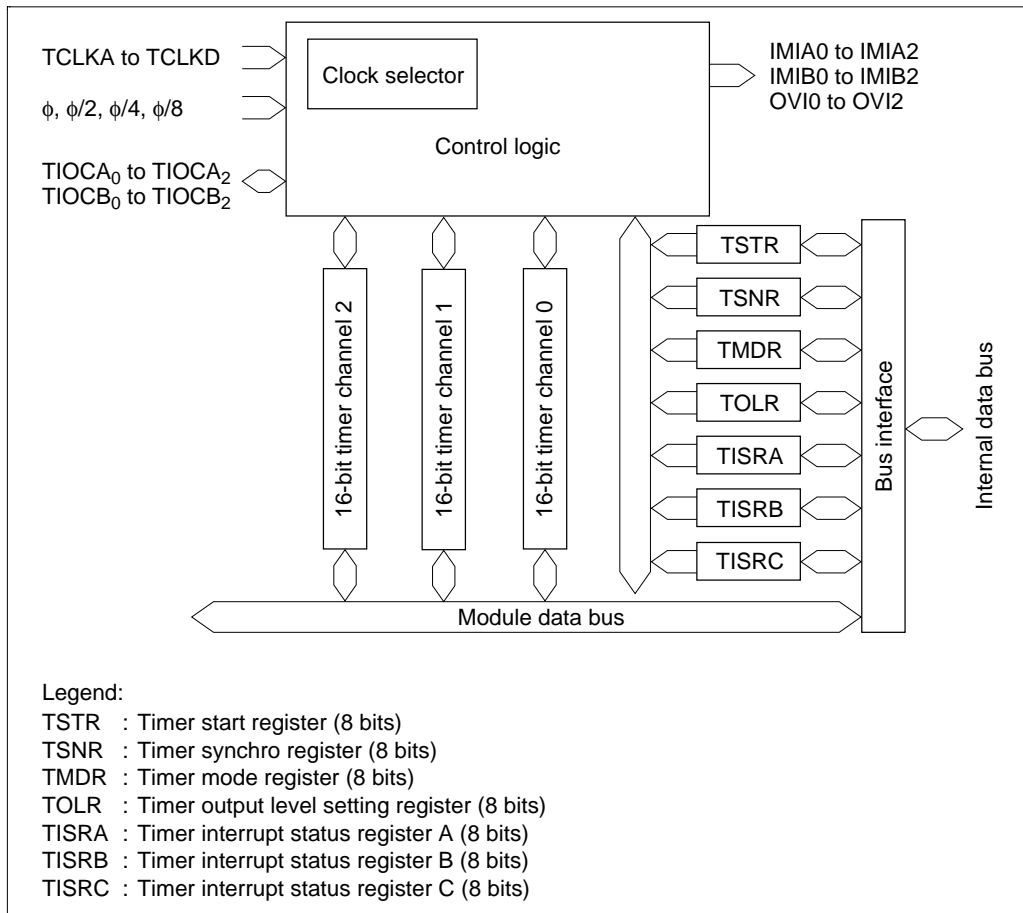 TCLKA to TCLKD
ϕ, ϕ/2, ϕ/4, ϕ/8
TIOCA₀ to TIOCA₂
TIOCB₀ to TIOCB₂
Clock selector
Control logic
IMIA0 to IMIA2
IMIB0 to IMIB2
OVI0 to OVI2
16-bit timer channel 2
16-bit timer channel 1
16-bit timer channel 0
TSTR
TSNR
TMDR
TOLR
TISRA
TISRB
TISRC
Bus interface
Internal data bus
Module data bus
Legend:
TSTR : Timer start register (8 bits)
TSNR : Timer synchro register (8 bits)
TMDR : Timer mode register (8 bits)
TOLR : Timer output level setting register (8 bits)
TISRA : Timer interrupt status register A (8 bits)
TISRB : Timer interrupt status register B (8 bits)
TISRC : Timer interrupt status register C (8 bits)